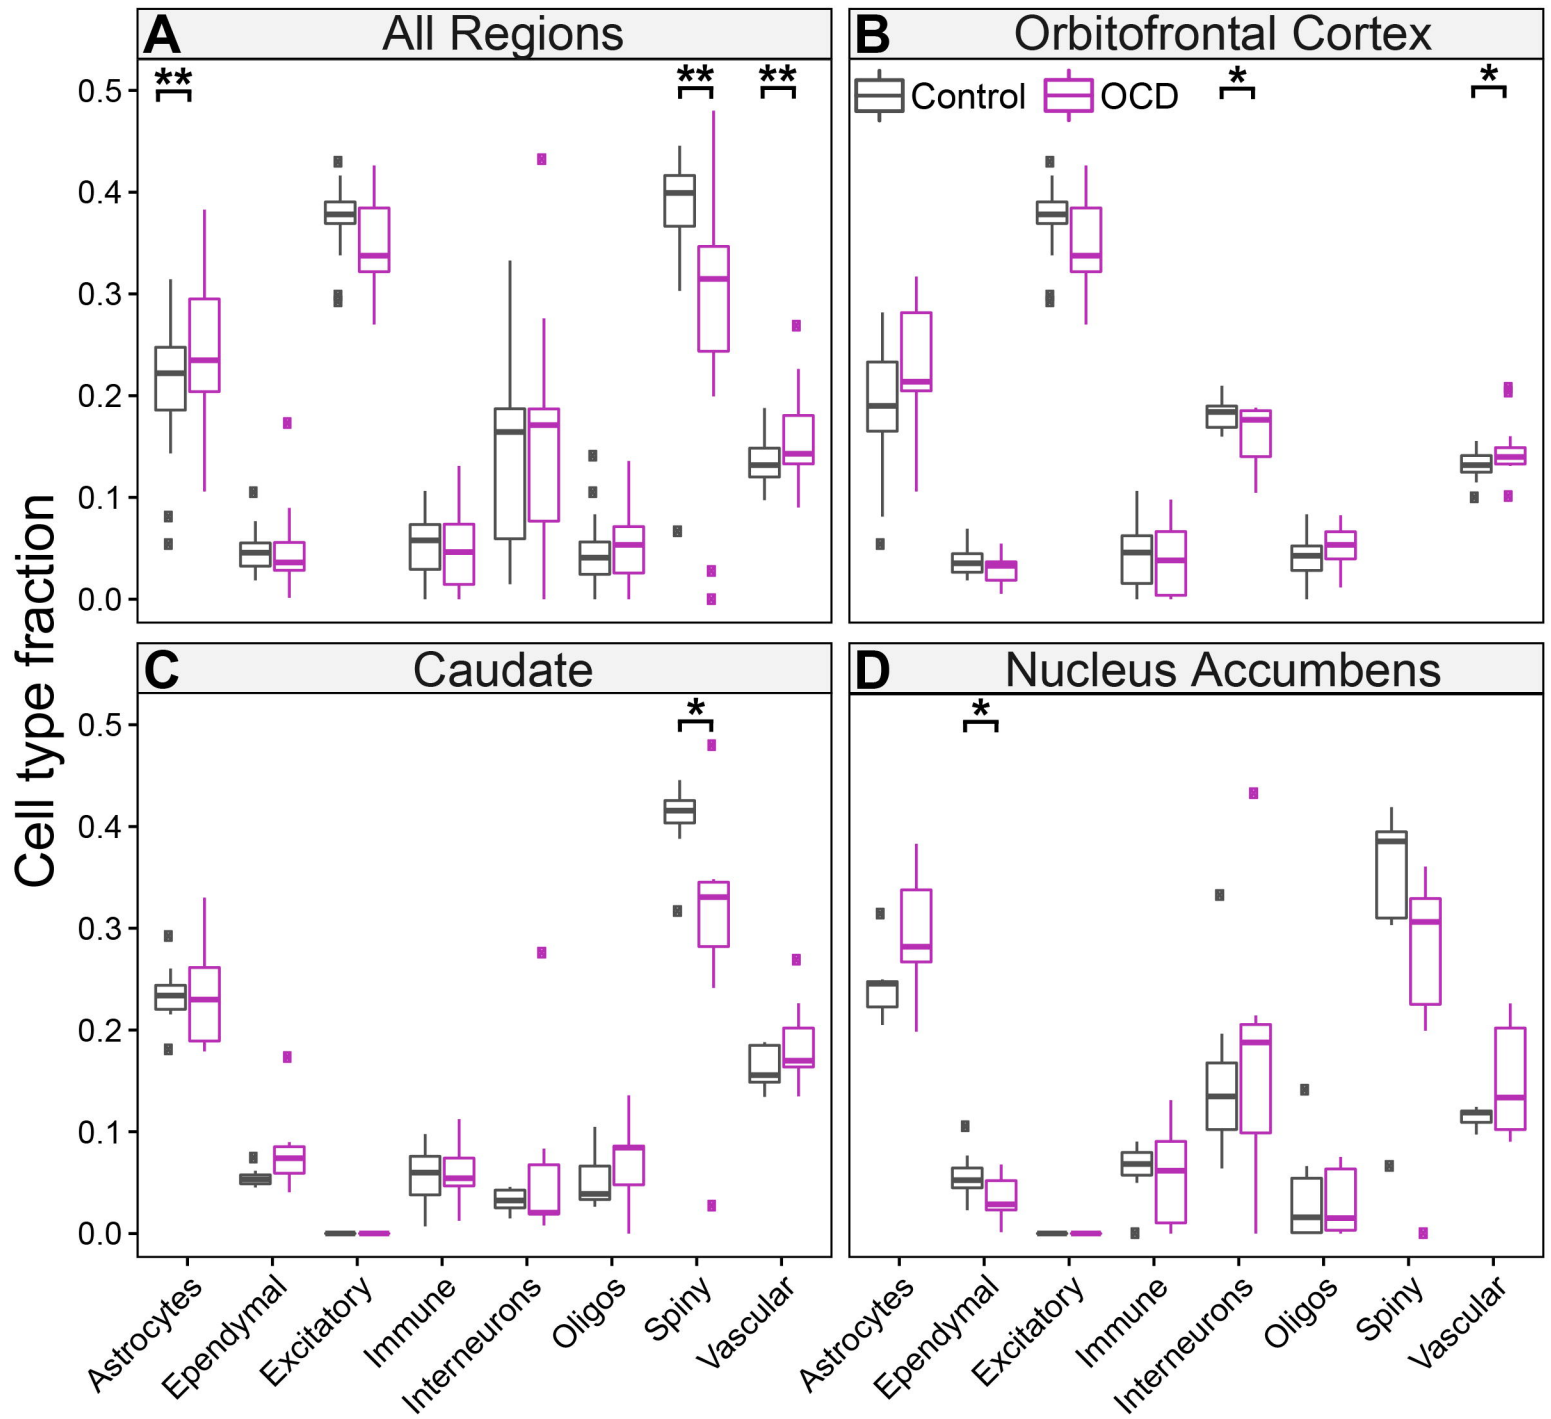 A All Regions
B Orbitofrontal Cortex
** ** **
Control OCD
* *
0.5
0.4
0.3
0.2
0.1
0.0
Cell type fraction
C Caudate
D Nucleus Accumbens
*
*
0.5
0.4
0.3
0.2
0.1
0.0
Astrocytes
Ependymal
Excitatory
Immune
Interneurons
Oligos
Spiny
Vascular
Astrocytes
Ependymal
Excitatory
Immune
Interneurons
Oligos
Spiny
Vascular